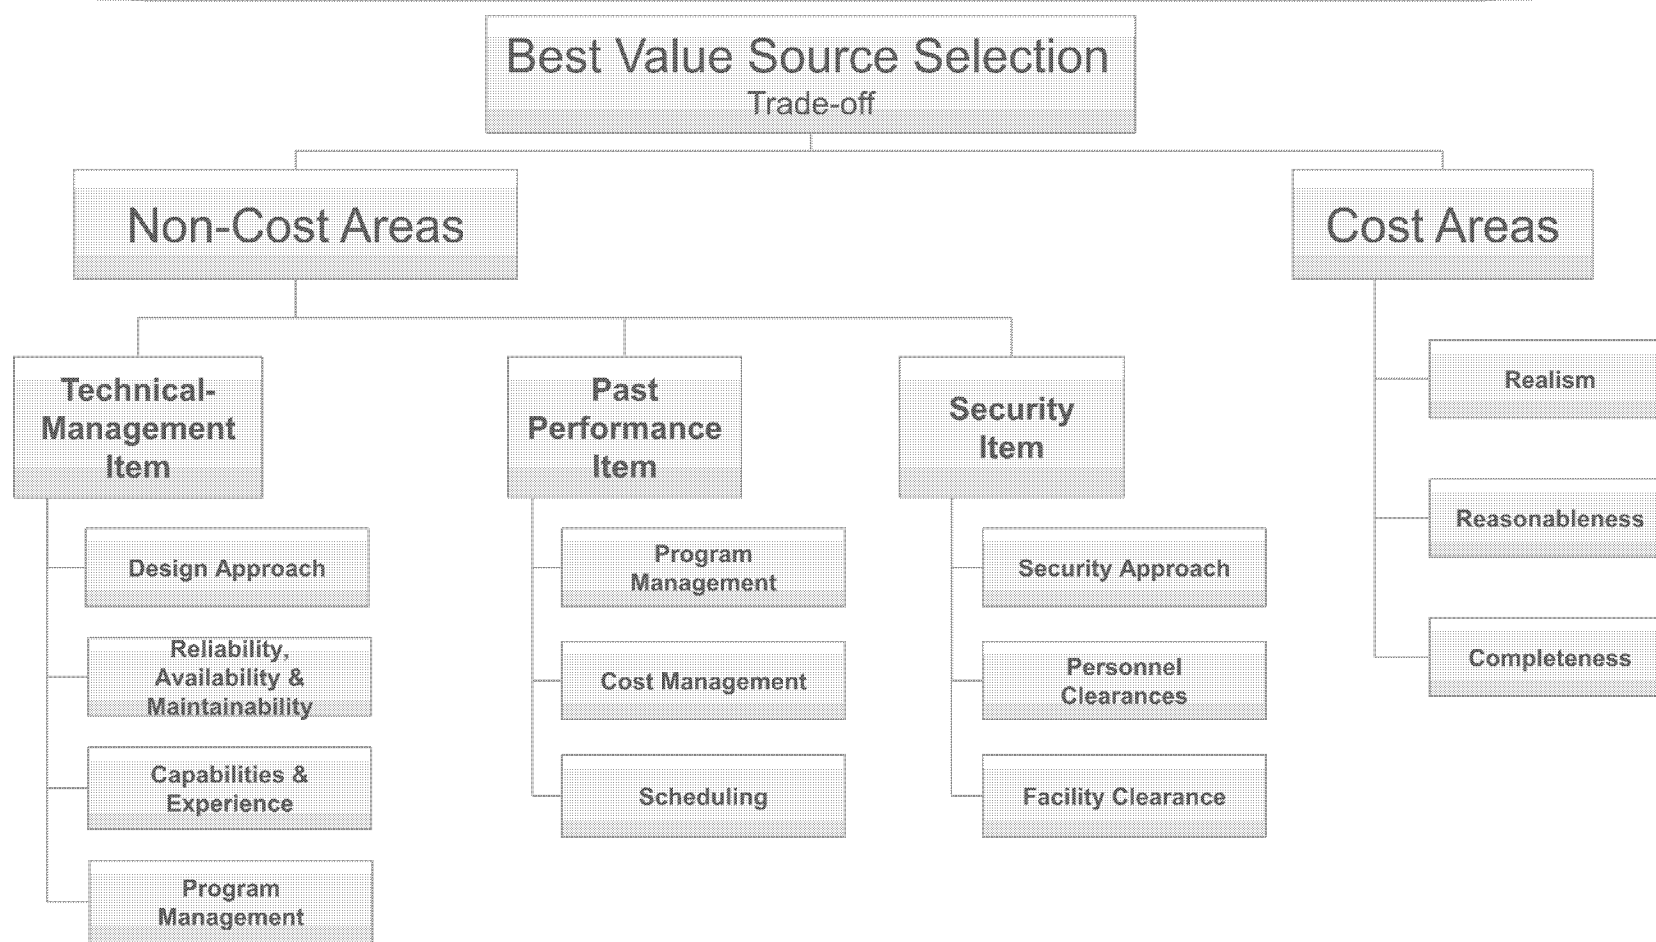 Best Value Source Selection
Trade-off
Non-Cost Areas
Cost Areas
Technical-
Management
Item
Past
Performance
Item
Security
Item
Realism
Reasonableness
Completeness
Design Approach
Reliability,
Availability &
Maintainability
Capabilities &
Experience
Program
Management
Program
Management
Cost Management
Scheduling
Security Approach
Personnel
Clearances
Facility Clearance